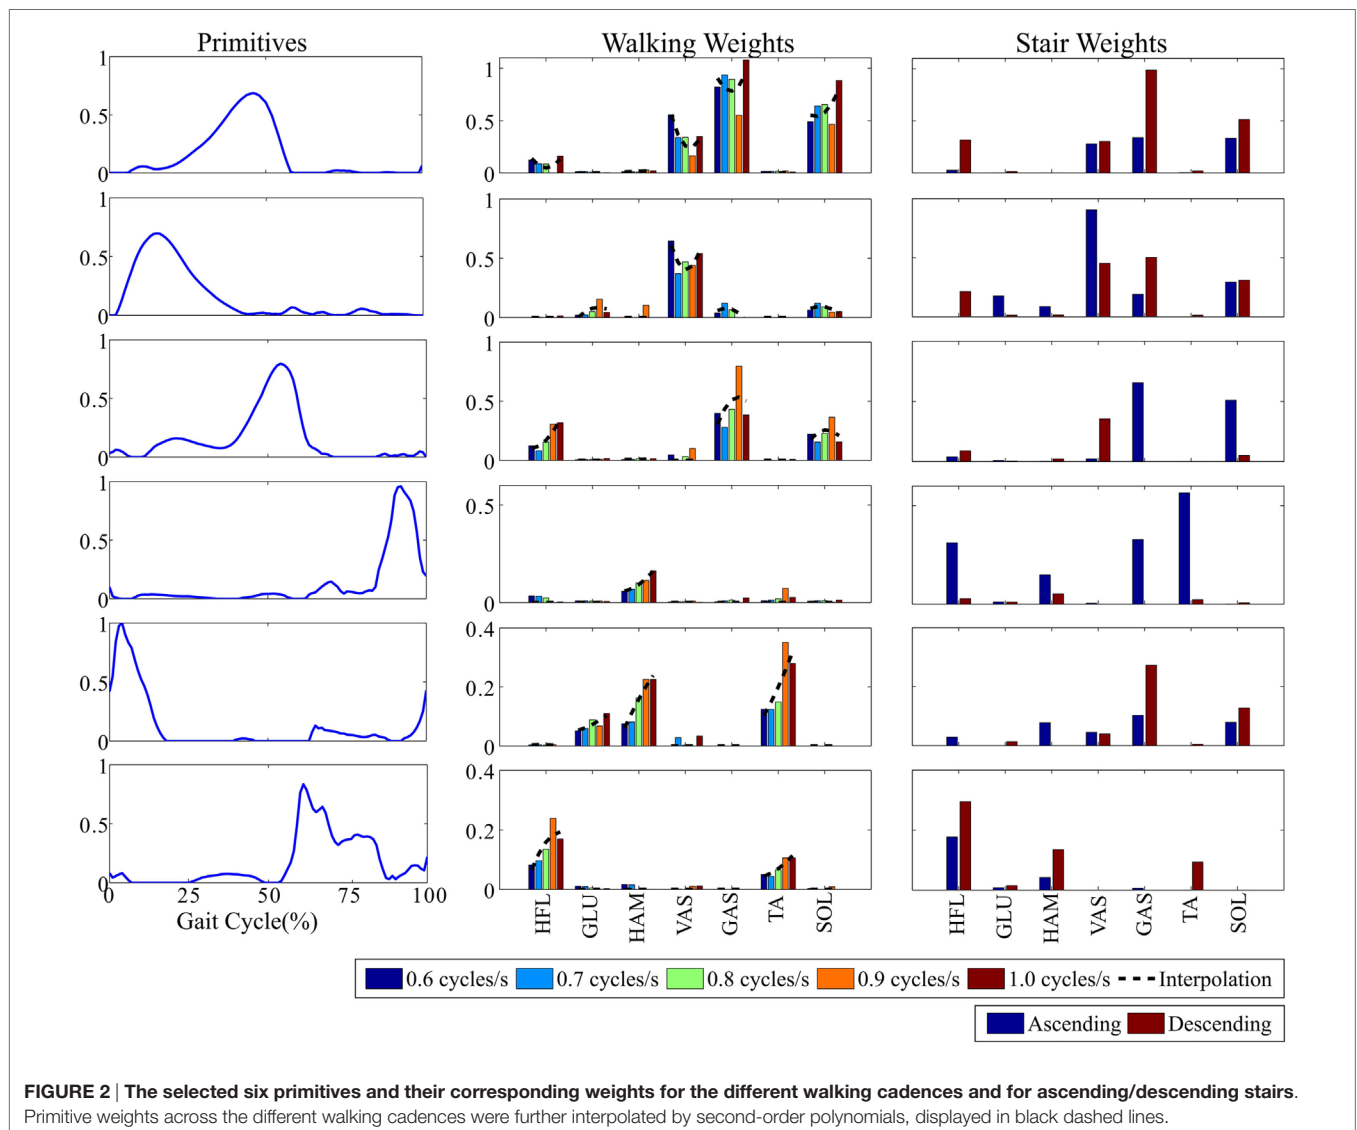 Primitives
Walking Weights
Stair Weights
1
0.5
0
1
0.5
0
1
0.5
0
1
0.5
0
1
0.5
0
1
0.5
0
0
25
50
75
100
Gait Cycle(%)
1
0.5
0
1
0.5
0
1
0.5
0
0.5
0
0.4
0.2
0
0.4
0.2
0
HFL
GLU
HAM
VAS
GAS
TA
SOL
HFL
GLU
HAM
VAS
GAS
TA
SOL
0.6 cycles/s 0.7 cycles/s 0.8 cycles/s 0.9 cycles/s 1.0 cycles/s Interpolation
Ascending Descending
FIGURE 2 | The selected six primitives and their corresponding weights for the different walking cadences and for ascending/descending stairs.
Primitive weights across the different walking cadences were further interpolated by second-order polynomials, displayed in black dashed lines.